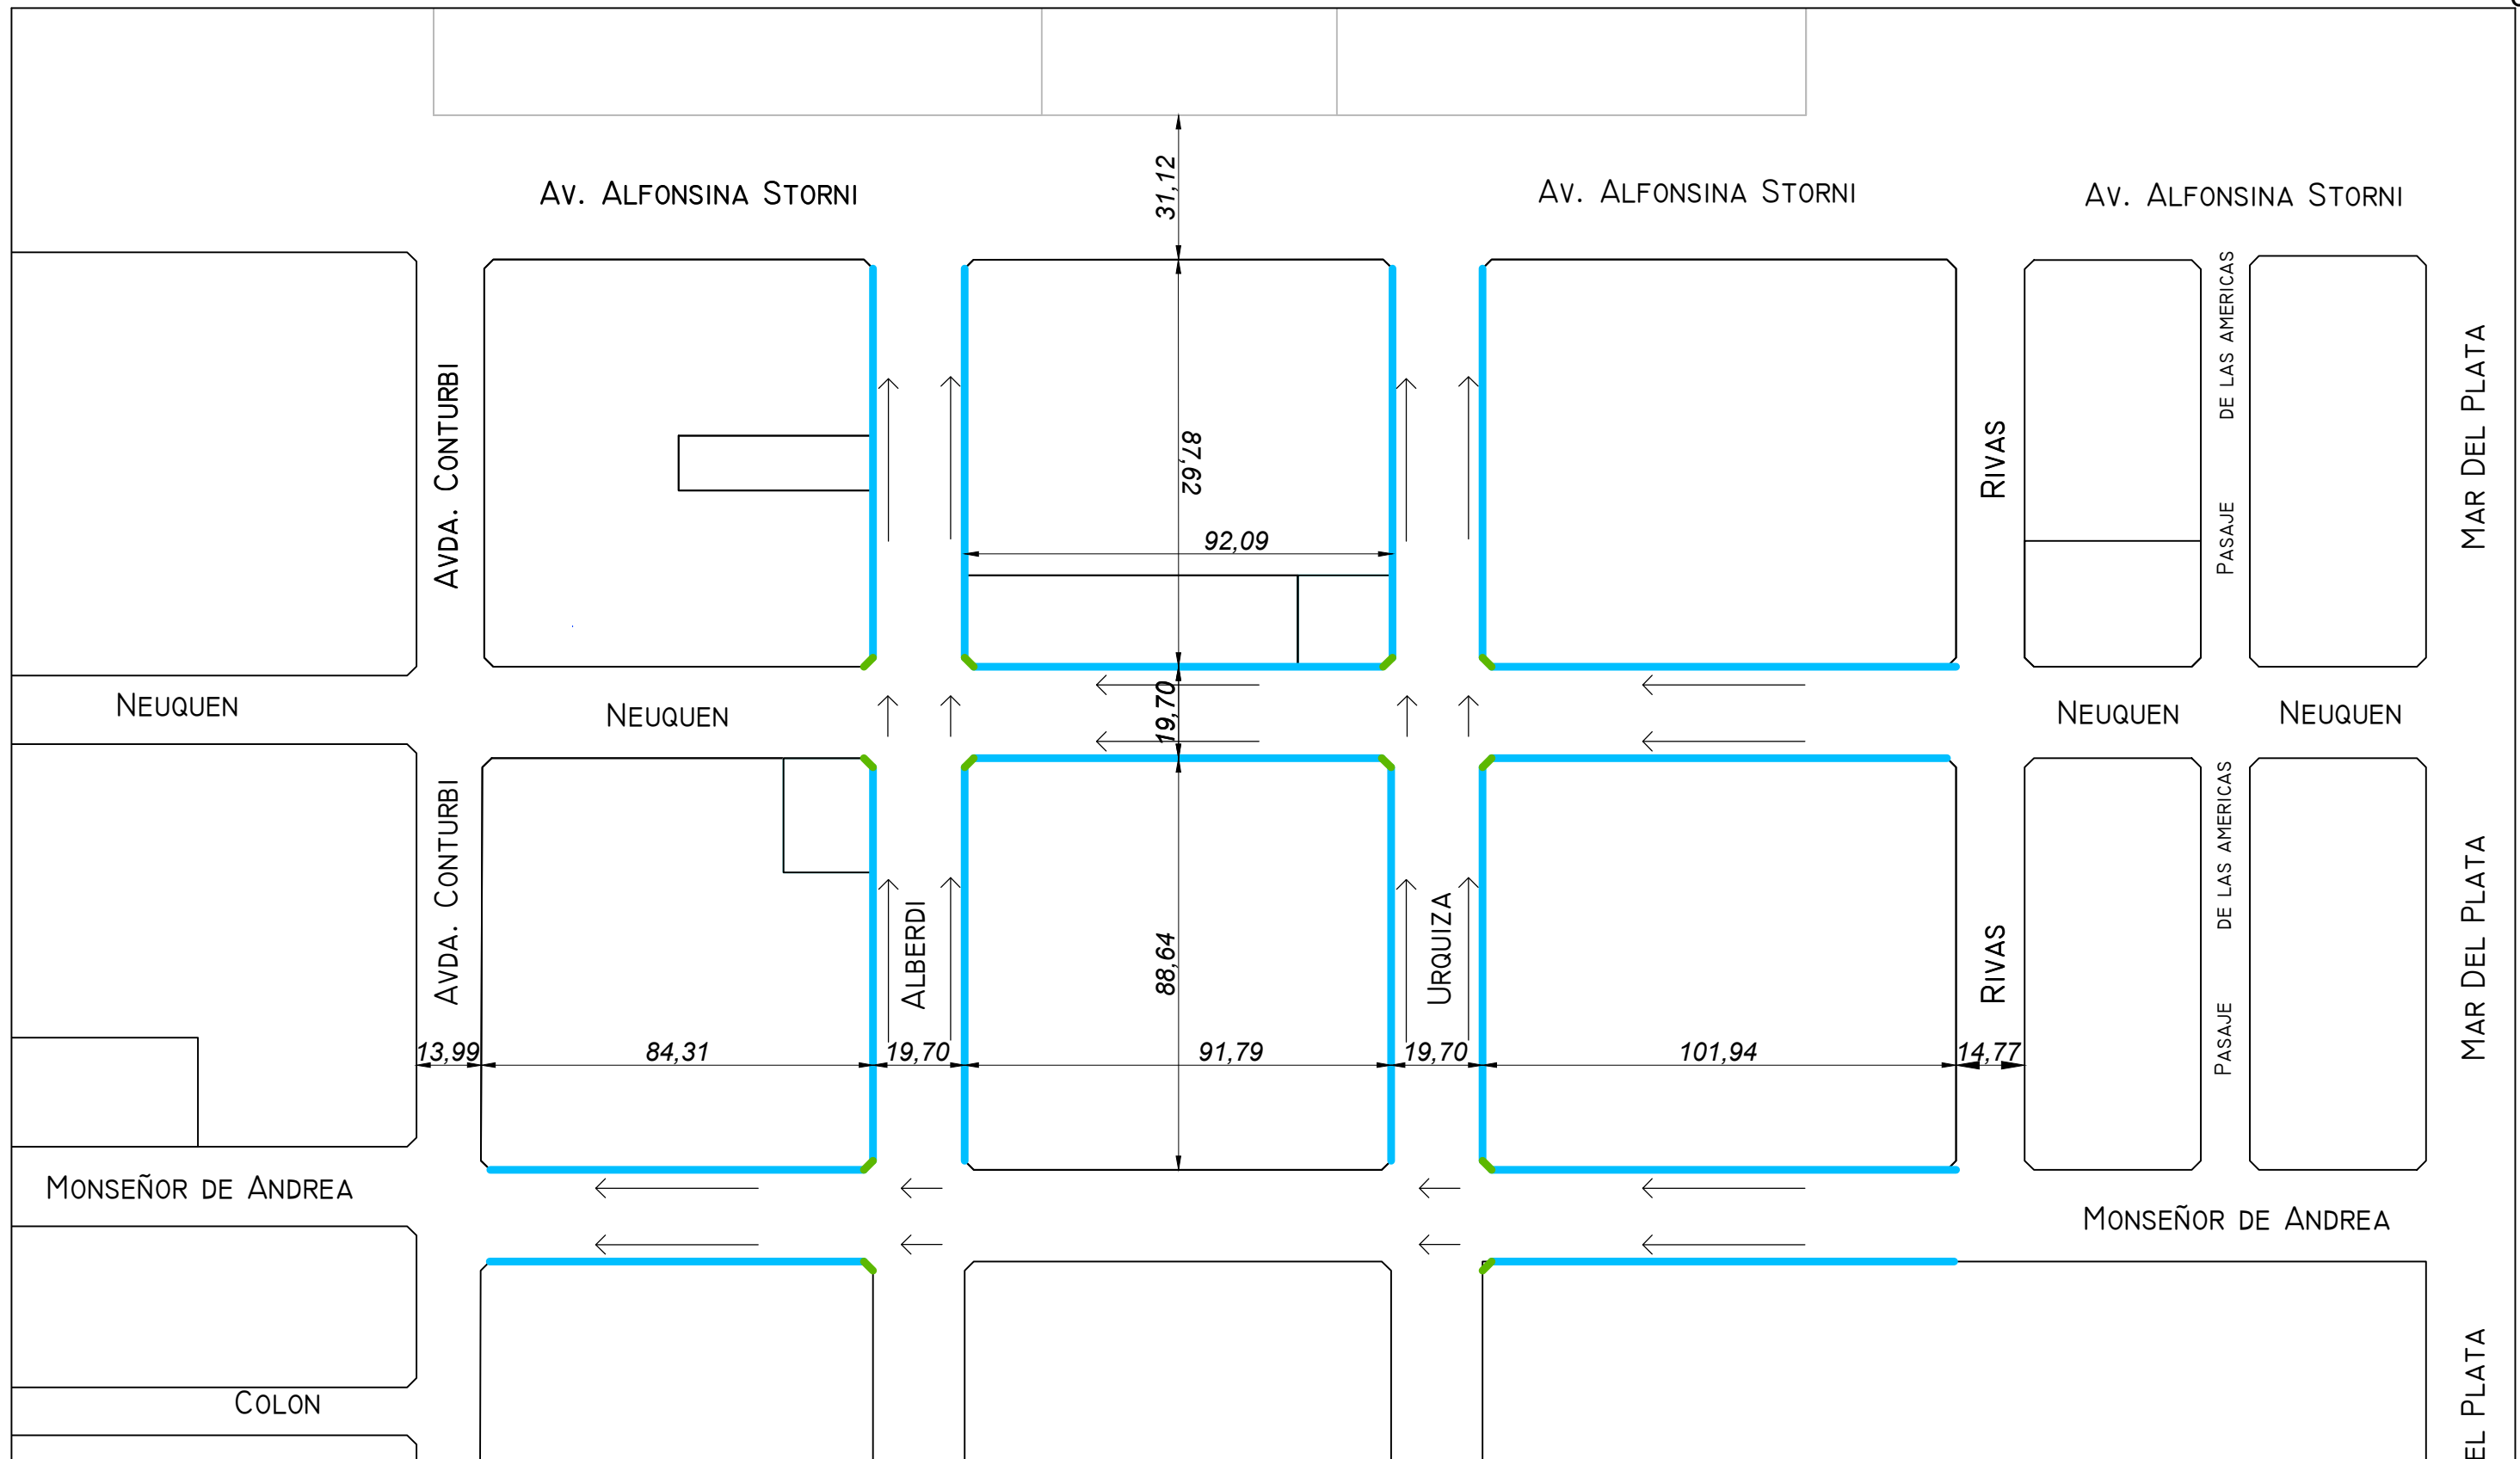 31,12
Av. Alfonsina Storni
Av. Alfonsina Storni
Av. Alfonsina Storni
Avda. Conturbi
87,62
92,09
Rivas
Pasaje de las Americas
Mar Del Plata
Neuquen
Neuquen
19,70
Neuquen
Neuquen
Avda. Conturbi
Alberdi
88,64
Urquiza
Rivas
Pasaje de las Americas
Mar Del Plata
13,99
84,31
19,70
91,79
19,70
101,94
14,77
Monseñor de Andrea
Monseñor de Andrea
Colon
el Plata